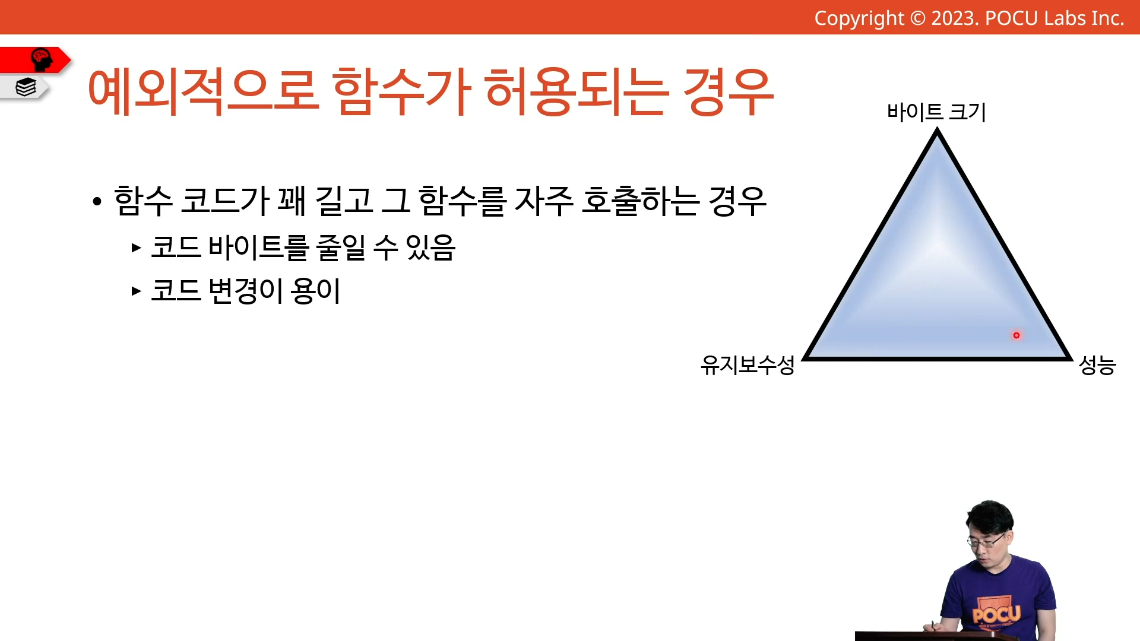 Copyright © 2023. POCU Labs Inc.
예외적으로 함수가 허용되는 경우
바이트 크기
• 함수 코드가 꽤 길고 그 함수를 자주 호출하는 경우
▸ 코드 바이트를 줄일 수 있음
▸ 코드 변경이 용이
유지보수성
성능
POCU